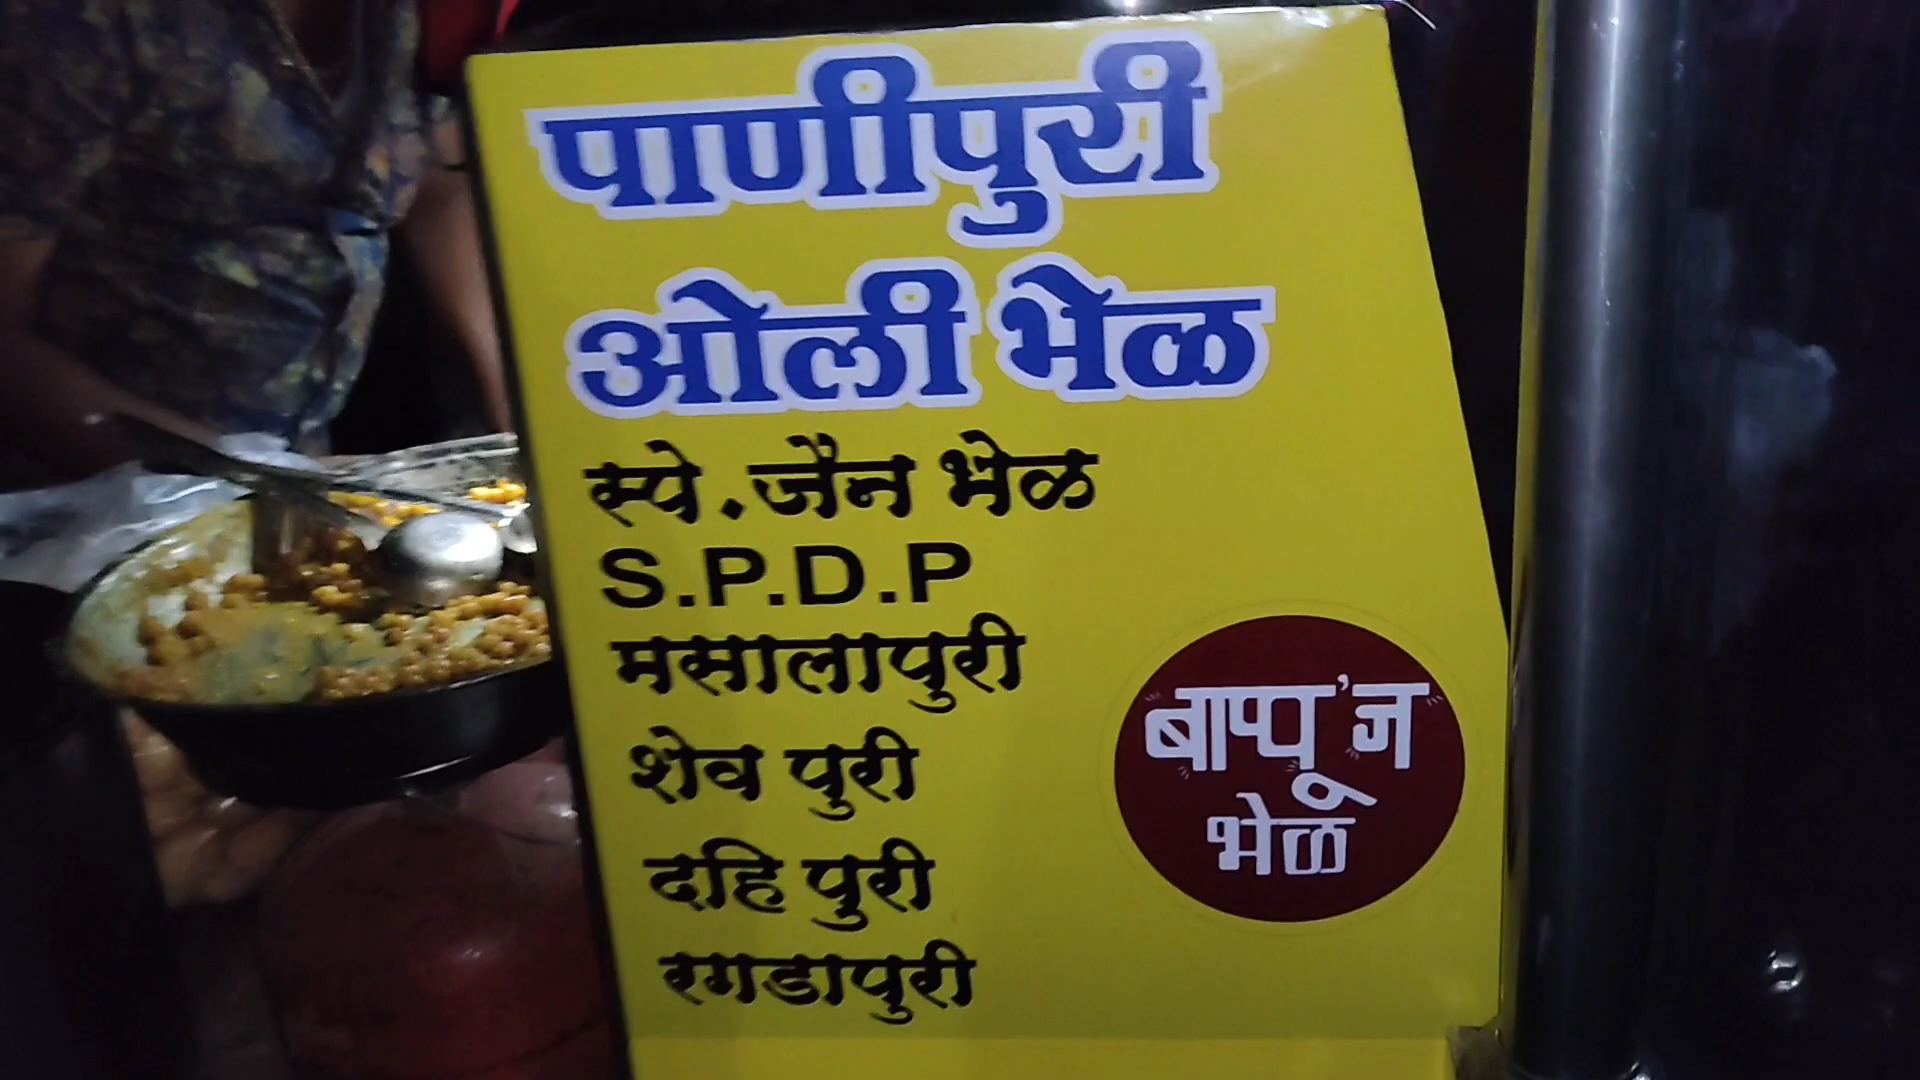 पाणीपुरी
ओली भेळ
स्पे.जैन भेळ
S.P.D.P
मसालापुरी
शेव पुरी
दहि पुरी
रगडापुरी
बाप्पू'ज
भेळ